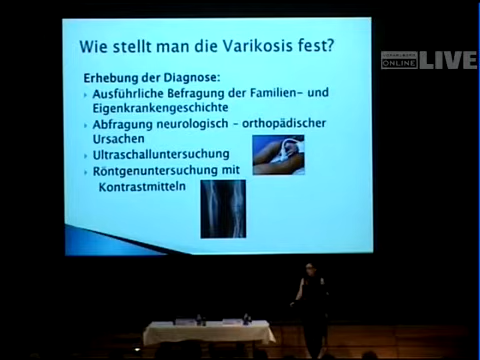 Wie stellt man die Varikosis fest?
ONLINE LIVE
Erhebung der Diagnose:
Ausführliche Befragung der Familien- und
Eigenkrankengeschichte
Abfragung neurologisch - orthopädischer
Ursachen
Ultraschalluntersuchung
Röntgenuntersuchung mit
Kontrastmitteln